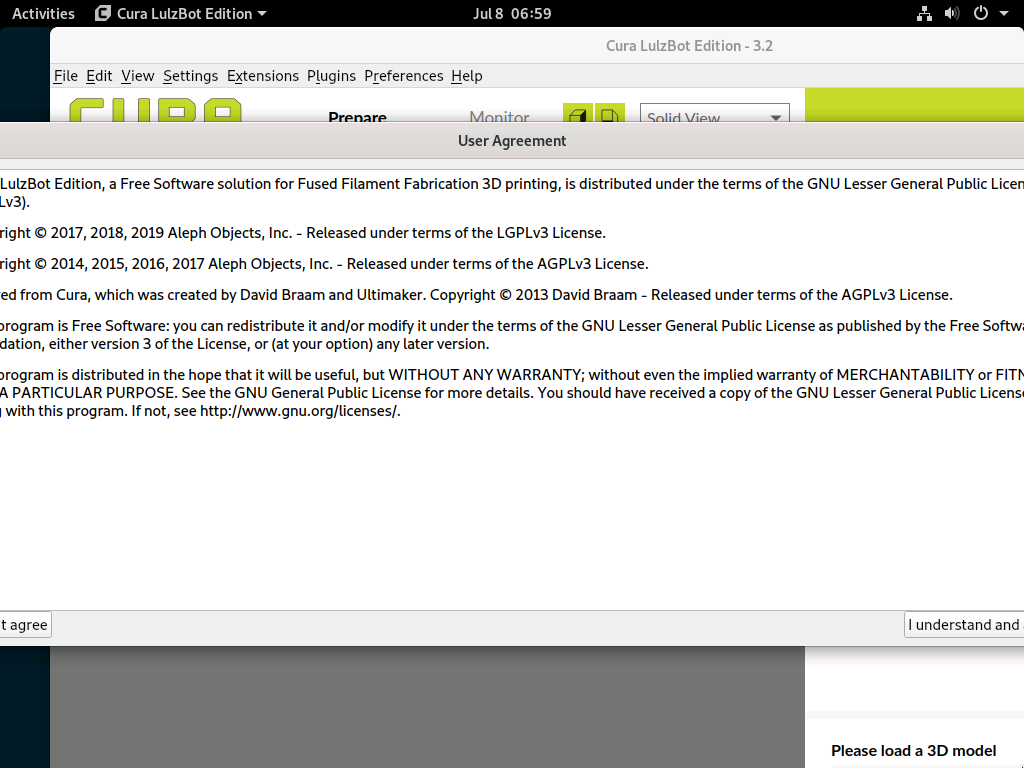 Activities Cura LulzBot Edition Jul 8 06:59
Cura LulzBot Edition - 3.2
File Edit View Settings Extensions Plugins Preferences Help
CURA Prepare Monitor Solid View
User Agreement
LulzBot Edition, a Free Software solution for Fused Filament Fabrication 3D printing, is distributed under the terms of the GNU Lesser General Public Licen
Lv3).
right © 2017, 2018, 2019 Aleph Objects, Inc. - Released under terms of the LGPLv3 License.
right © 2014, 2015, 2016, 2017 Aleph Objects, Inc. - Released under terms of the AGPLv3 License.
ed from Cura, which was created by David Braam and Ultimaker. Copyright © 2013 David Braam - Released under terms of the AGPLv3 License.
program is Free Software: you can redistribute it and/or modify it under the terms of the GNU Lesser General Public License as published by the Free Softwa
dation, either version 3 of the License, or (at your option) any later version.
program is distributed in the hope that it will be useful, but WITHOUT ANY WARRANTY; without even the implied warranty of MERCHANTABILITY or FITN
A PARTICULAR PURPOSE. See the GNU General Public License for more details. You should have received a copy of the GNU Lesser General Public License
g with this program. If not, see http://www.gnu.org/licenses/.
t agree I understand and
Please load a 3D model